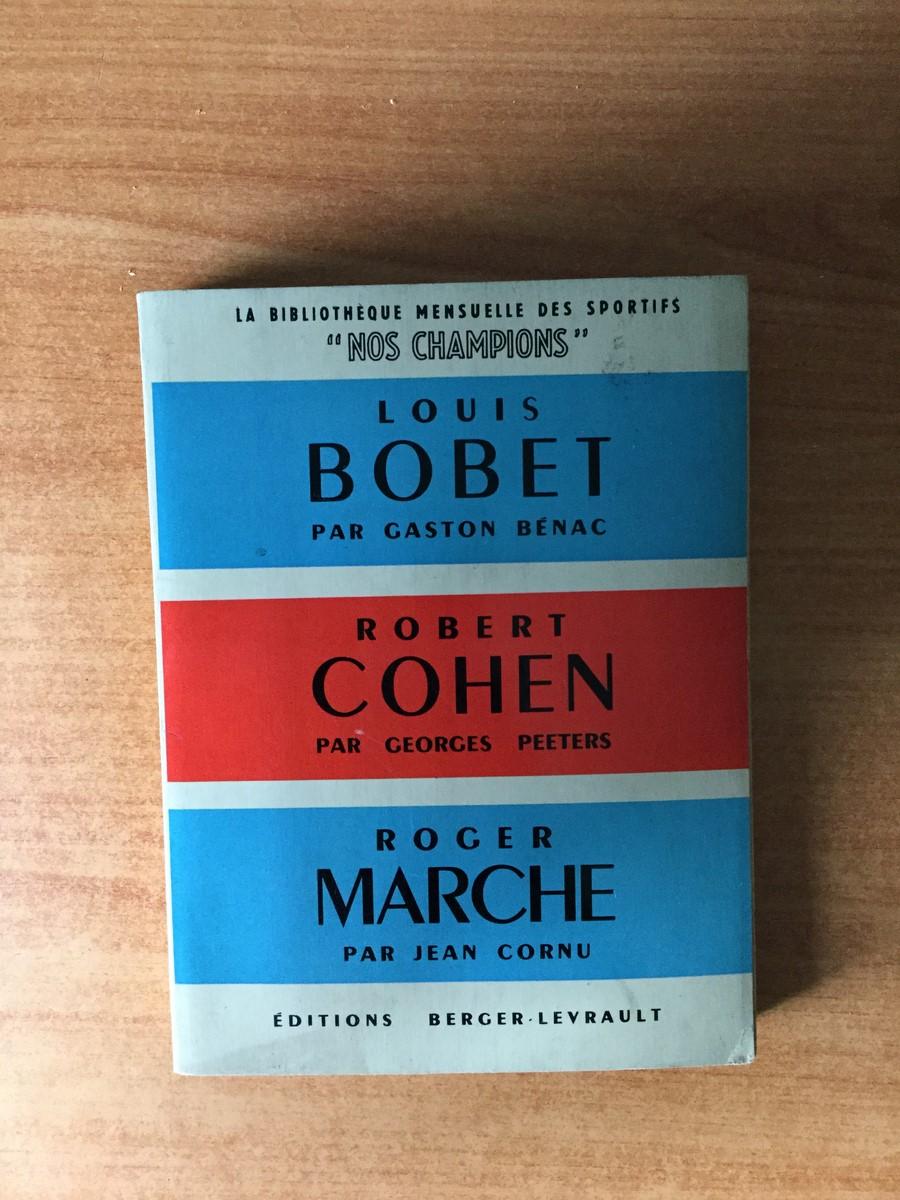 LA BIBLIOTHÈQUE MENSUELLE DES SPORTIFS
"NOS CHAMPIONS"
LOUIS
BOBET
PAR GASTON BÉNAC
ROBERT
COHEN
PAR GEORGES PEETERS
ROGER
MARCHE
PAR JEAN CORNU
ÉDITIONS BERGER-LEVRAULT